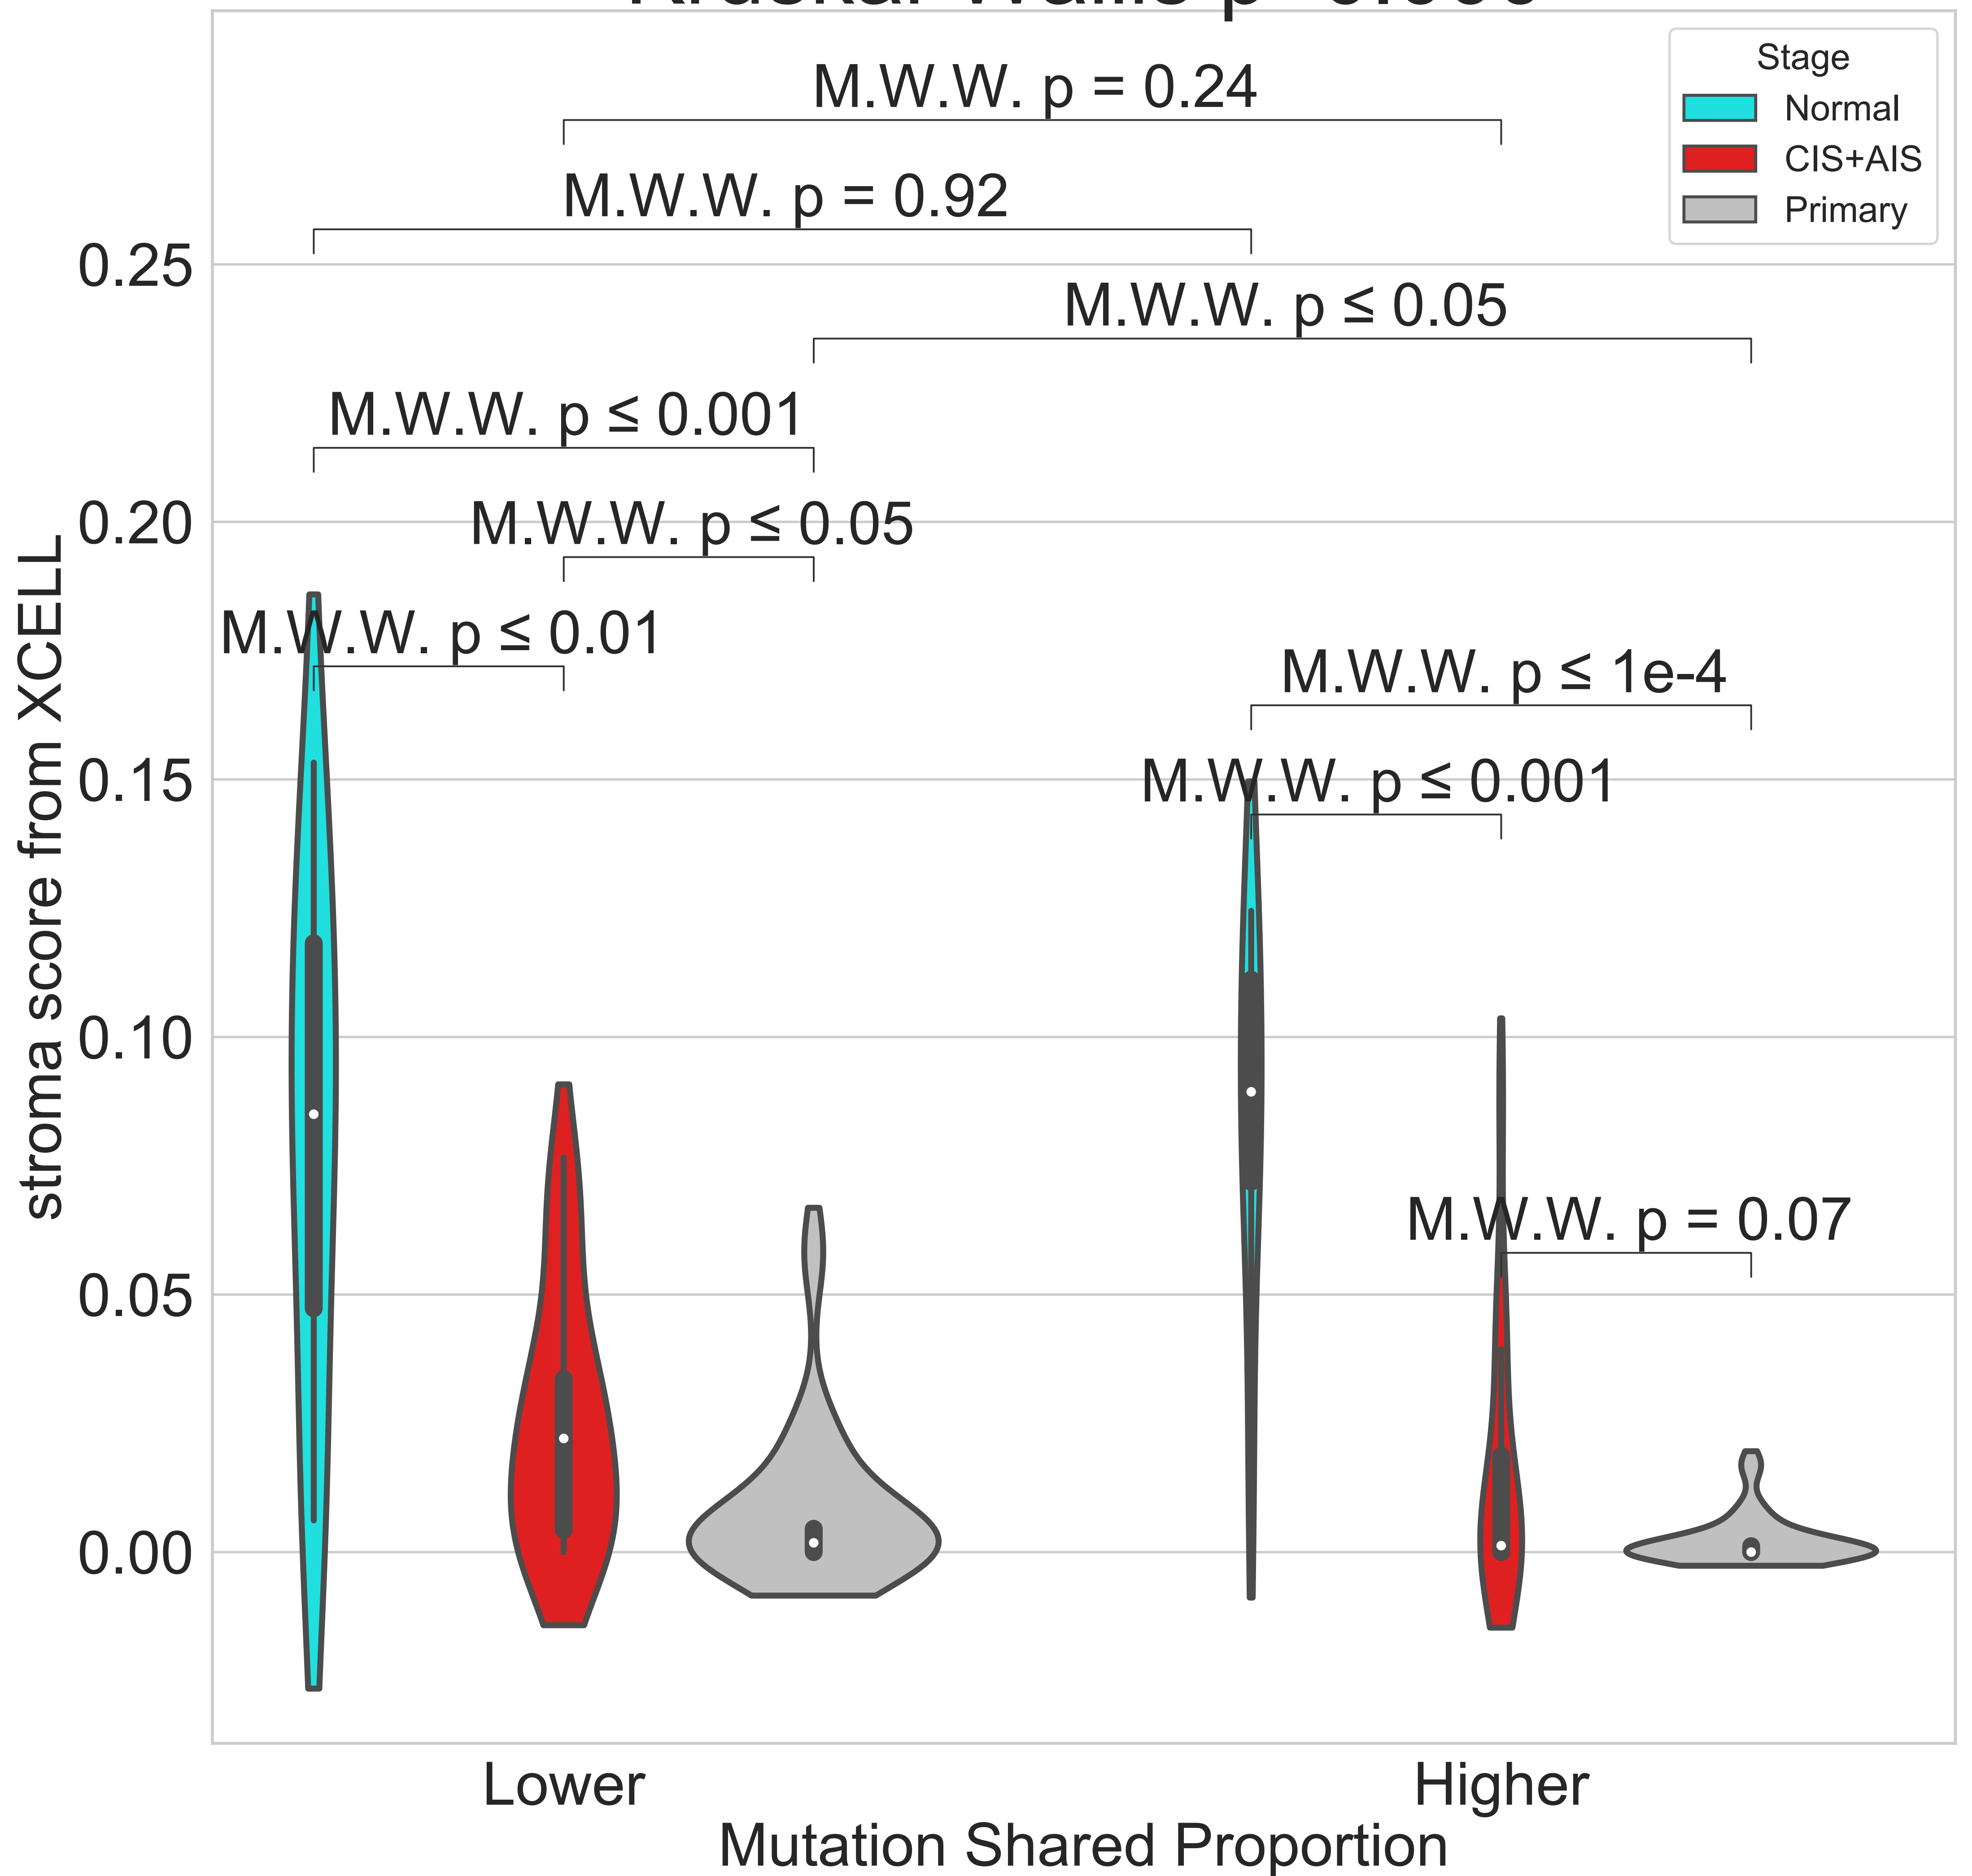 Stage
Normal
CIS+AIS
Primary
M.W.W. p = 0.24
M.W.W. p = 0.92
M.W.W. p ≤ 0.05
M.W.W. p ≤ 0.001
M.W.W. p ≤ 0.05
M.W.W. p ≤ 0.01
M.W.W. p ≤ 1e-4
M.W.W. p ≤ 0.001
M.W.W. p = 0.07
0.25
0.20
0.15
0.10
0.05
0.00
stroma score from XCELL
Lower
Higher
Mutation Shared Proportion